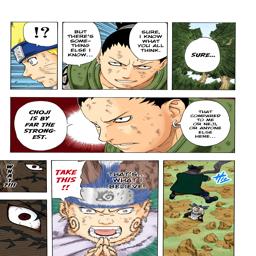 SURE...
SURE,
I KNOW
WHAT YOU
ALL
THINK.
BUT
THERE'S
SOME-
THING
ELSE I
KNOW...
!?
THAT
COMPARED
TO ME
OR NEJI,
OR ANYONE
ELSE
HERE...
CHOJI
IS BY
FAR THE
STRONG-
EST.
THAT'S...
WHAT I
BELIEVE!
TAKE
THIS
!!